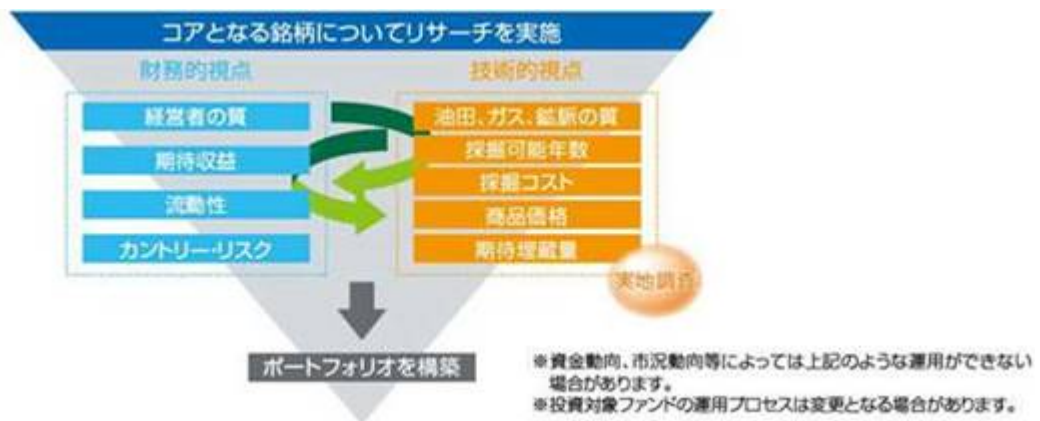 コアとなる銘柄についてリサーチを実施
財務的視点
経営者の質
期待収益
流動性
カントリー・リスク
技術的視点
油田、ガス、鉱脈の質
採掘可能年数
採掘コスト
商品価格
期待埋蔵量
実地調査
ポートフォリオを構築
※資金動向、市況動向等によっては上記のような運用ができない
場合があります。
※投資対象ファンドの運用プロセスは変更となる場合があります。